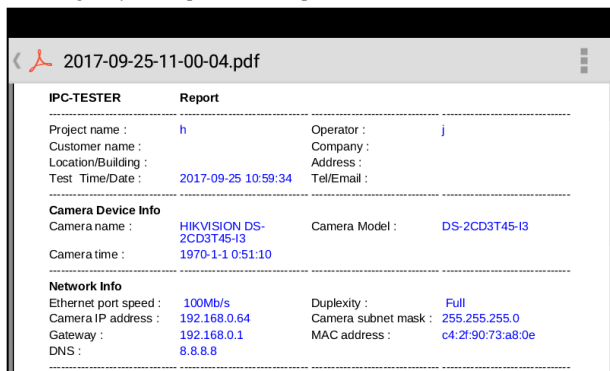 2017-09-25-11-00-04.pdf
IPC-TESTER Report
Project name : h Operator : j
Customer name : Company :
Location/Building : Address :
Test Time/Date : 2017-09-25 10:59:34 Tel/Email :
Camera Device Info
Camera name : HIKVISION DS-2CD3T45-I3 Camera Model : DS-2CD3T45-I3
Camera time : 1970-1-1 0:51:10
Network Info
Ethernet port speed : 100Mb/s Duplexity : Full
Camera IP address : 192.168.0.64 Camera subnet mask : 255.255.255.0
Gateway : 192.168.0.1 MAC address : c4:2f:90:73:a8:0e
DNS : 8.8.8.8